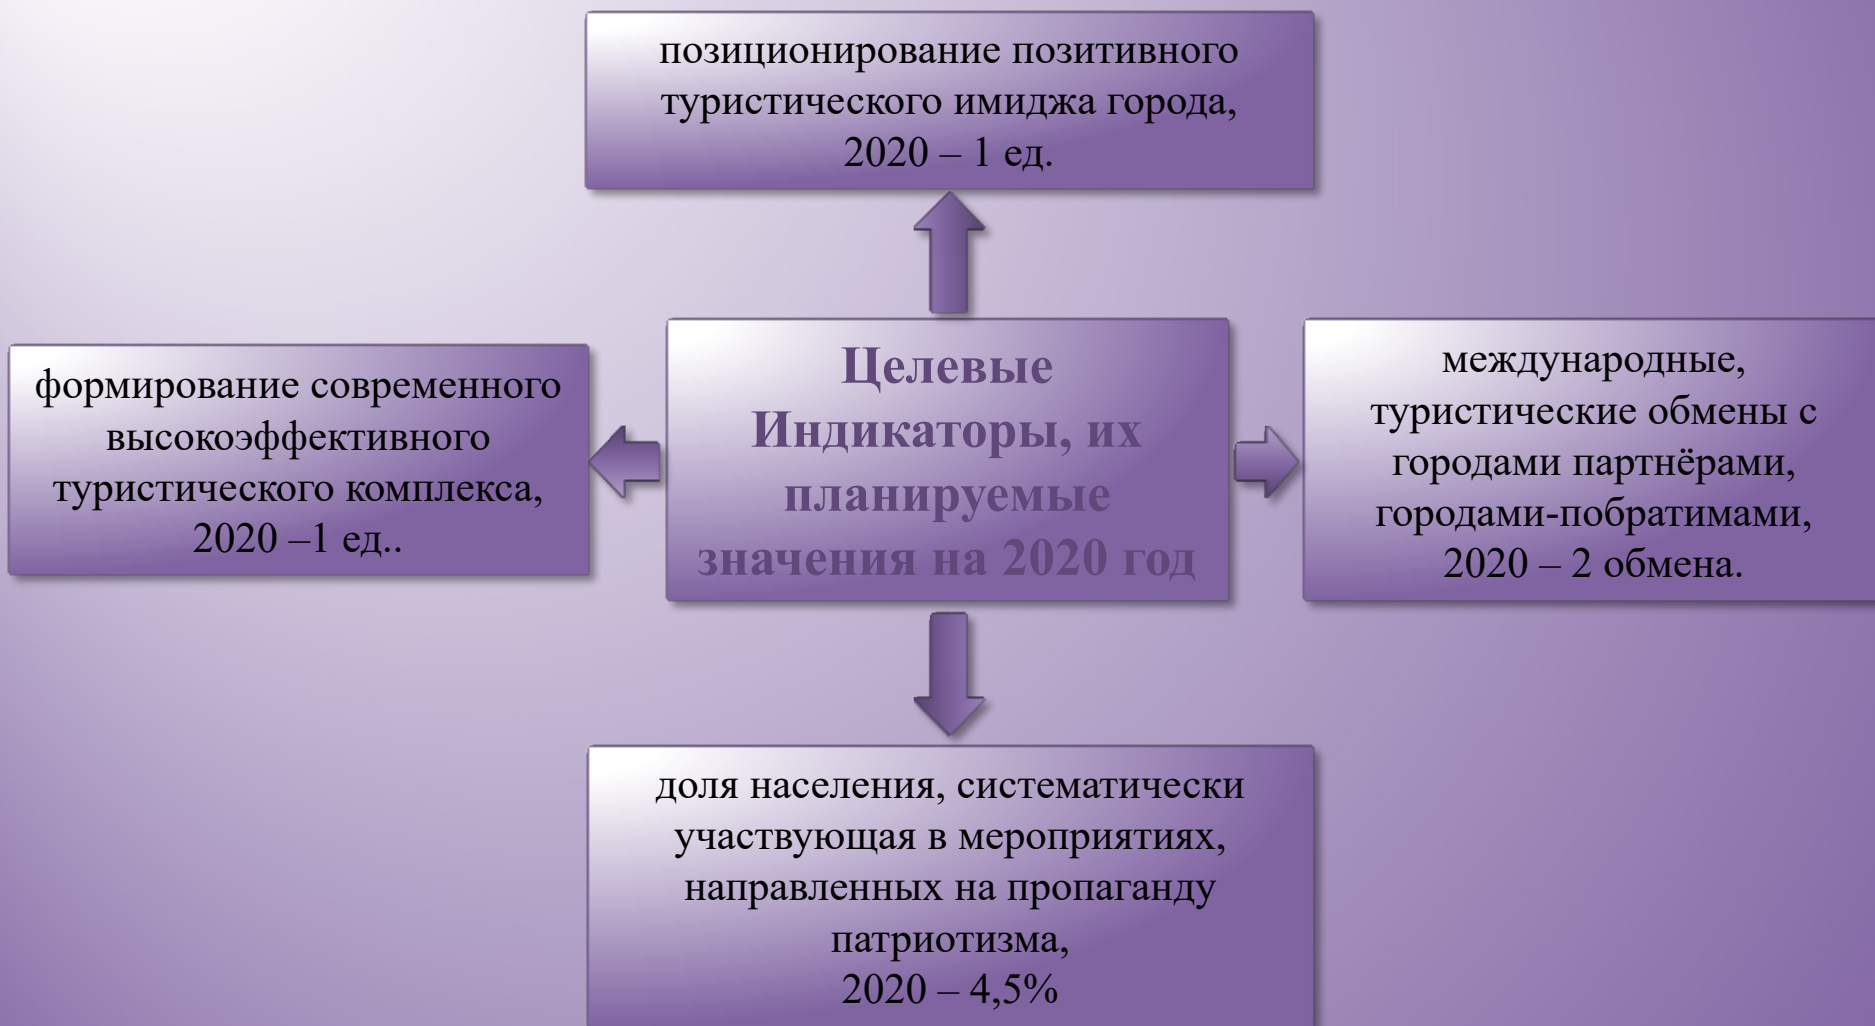 позиционирование позитивного
туристического имиджа города,
2020 – 1 ед.
формирование современного
высокоэффективного
туристического комплекса,
2020 –1 ед..
Целевые
Индикаторы, их
планируемые
значения на 2020 год
международные,
туристические обмены с
городами партнёрами,
городами-побратимами,
2020 – 2 обмена.
доля населения, систематически
участвующая в мероприятиях,
направленных на пропаганду
патриотизма,
2020 – 4,5%